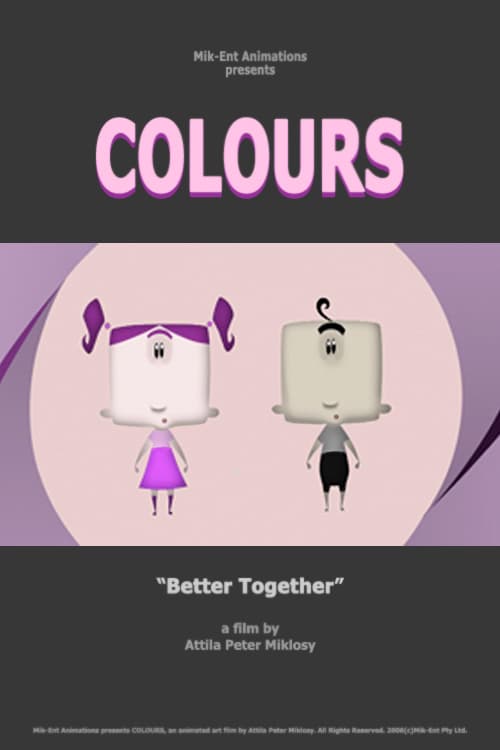 Mik-Ent Animations
presents
COLOURS
“Better Together”
a film by
Attila Peter Miklosy
Mik-Ent Animations presents COLOURS, an animated art film by Attila Peter Miklosy. All Rights Reserved. 2008(c)Mik-Ent Pty Ltd.